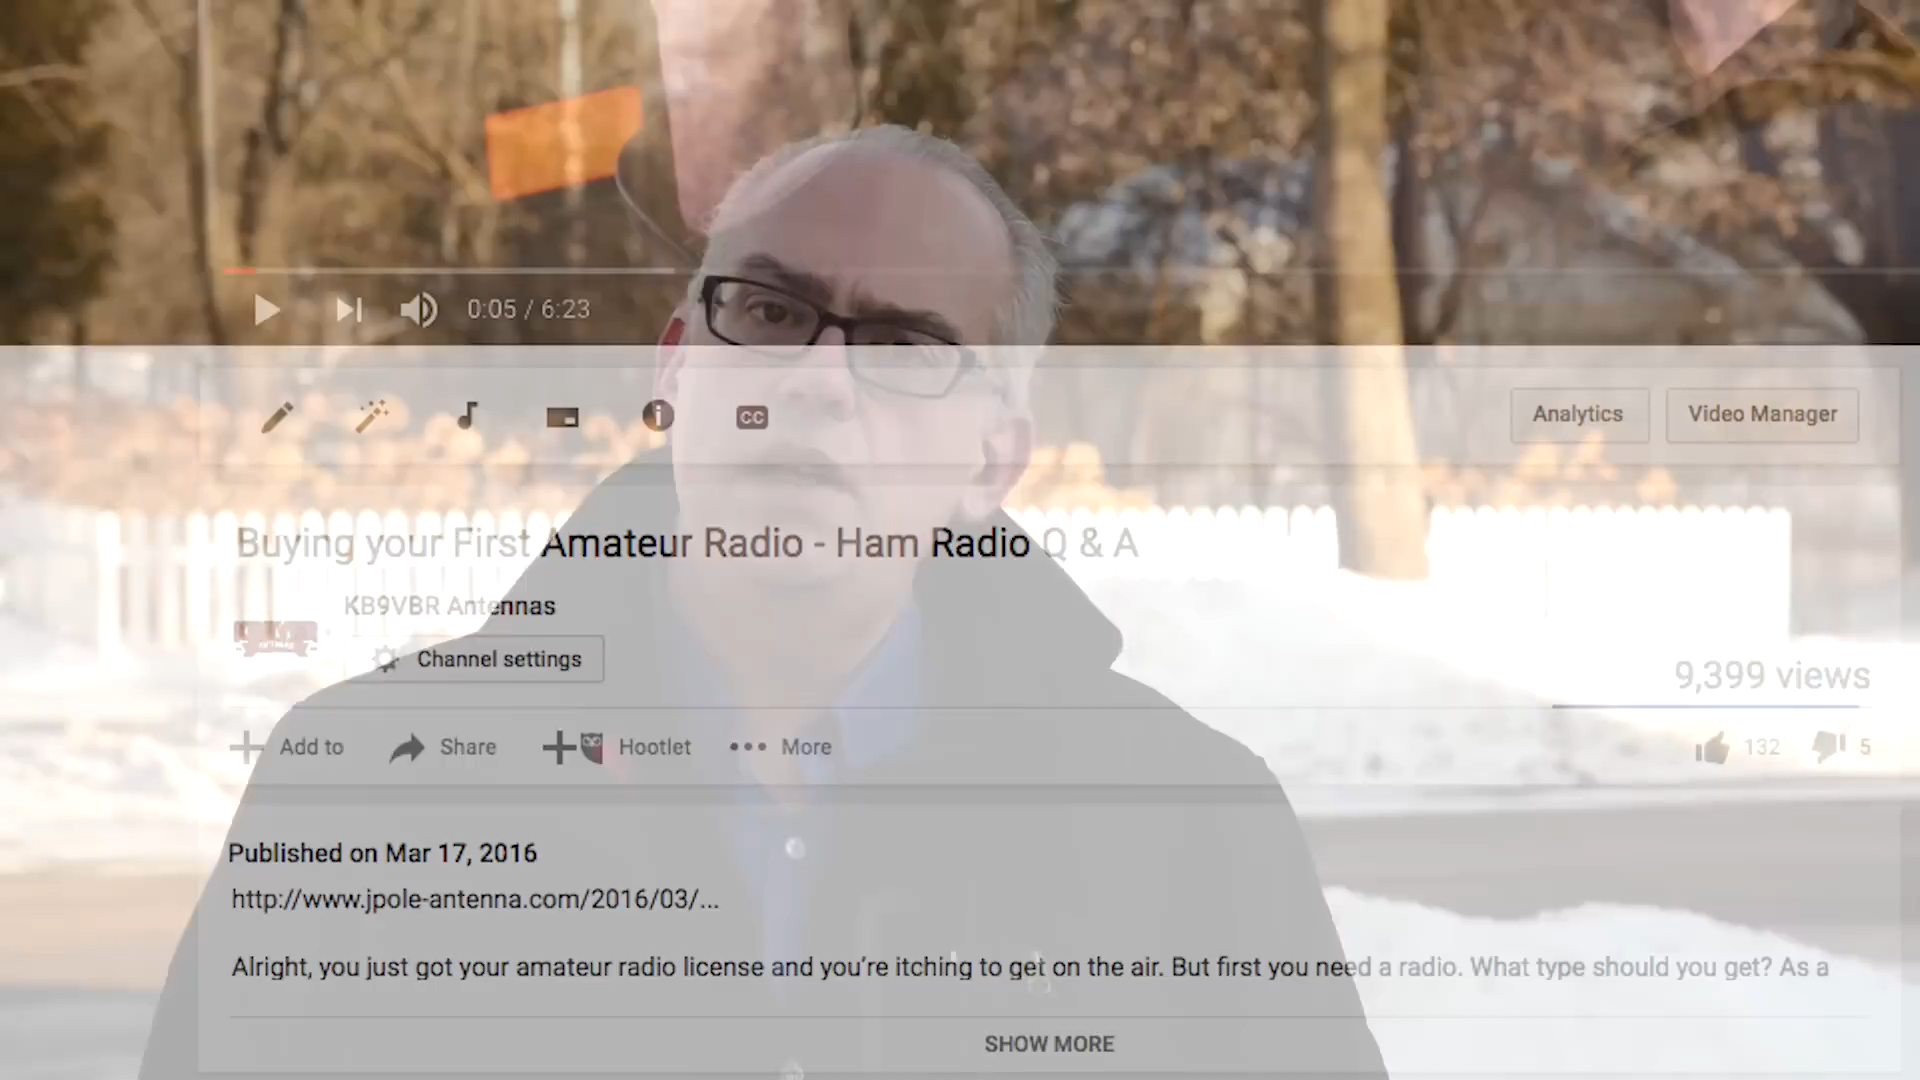 0:05 / 6:23
CC
Analytics
Video Manager
Buying your First Amateur Radio - Ham Radio Q & A
KB9VBR Antennas
Channel settings
9,399 views
Add to
Share
Hootlet
More
132
5
Published on Mar 17, 2016
http://www.jpole-antenna.com/2016/03/...
Alright, you just got your amateur radio license and you're itching to get on the air. But first you need a radio. What type should you get? As a
SHOW MORE